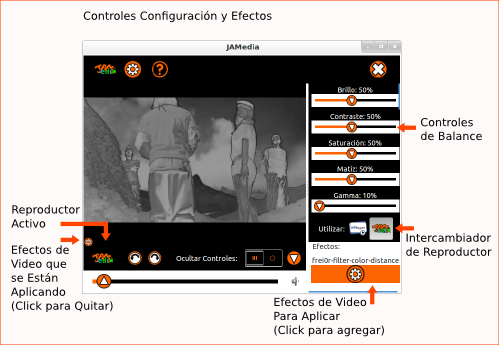 Controles Configuración y Efectos
JAMedia
Brillo: 50%
Contraste: 50%
Saturación: 50%
Matíz: 50%
Gamma: 10%
Controles
de Balance
Utilizar:
Intercambiador
de Reproductor
Efectos:
frei0r-filter-color-distance
Reproductor
Activo
Efectos de
Video que
se Están
Aplicando
(Click para Quitar)
Ocultar Controles:
Efectos de Video
Para Aplicar
(Click para agregar)